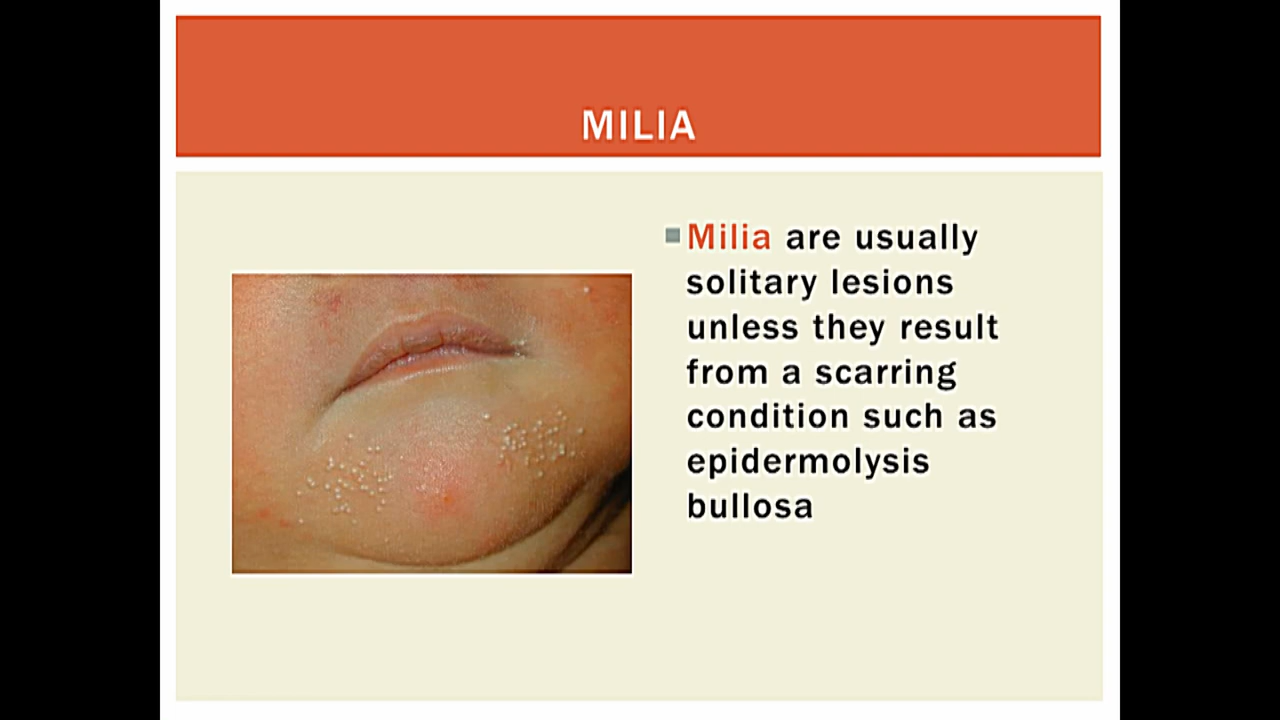 MILIA
Milia are usually
solitary lesions
unless they result
from a scarring
condition such as
epidermolysis
bullosa